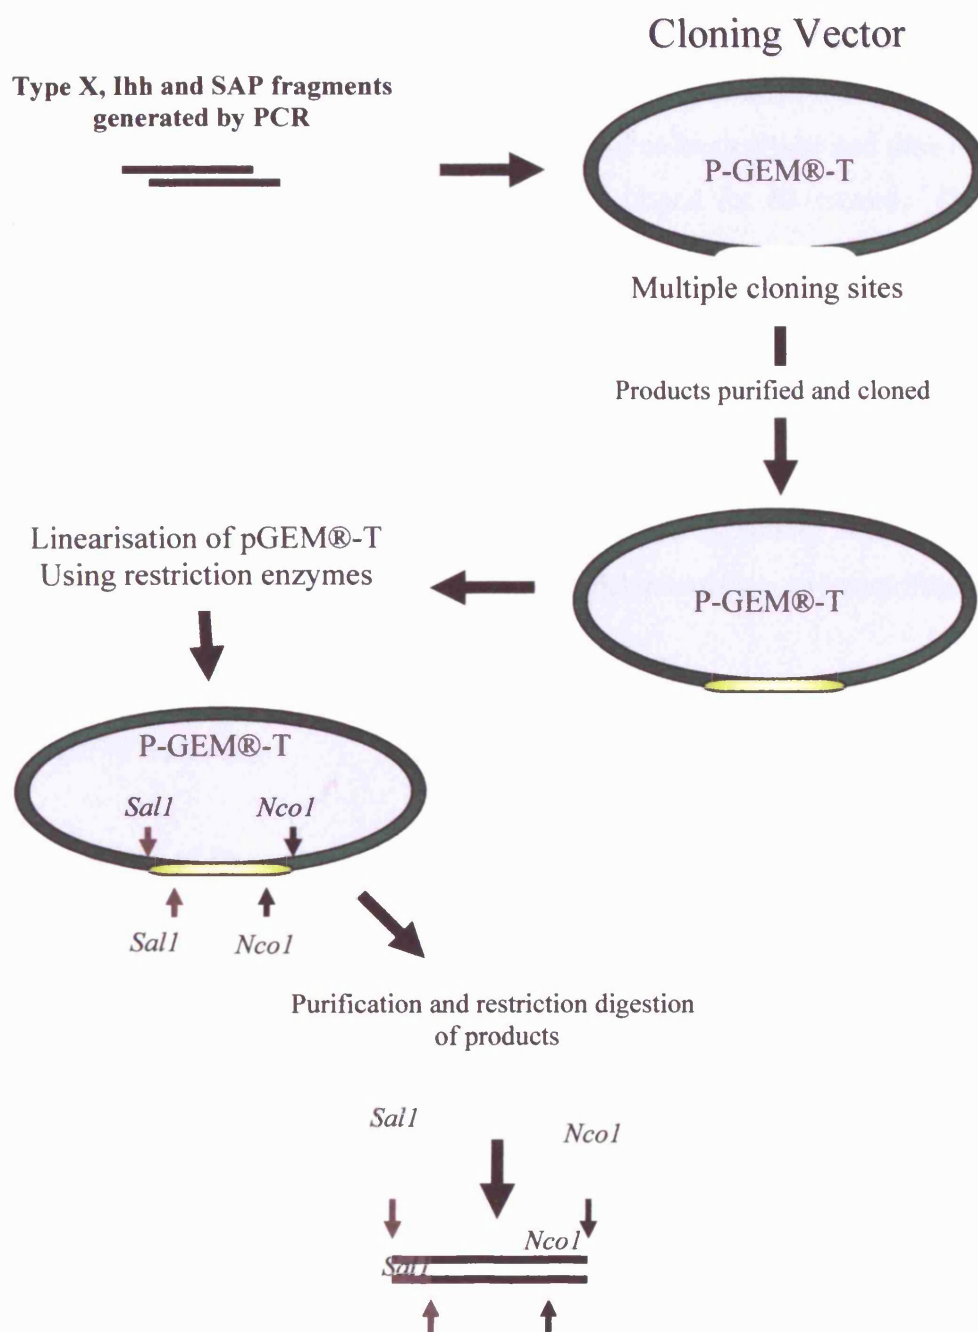 Cloning Vector
Type X, Ihh and SAP fragments
generated by PCR
P-GEM®-T
Multiple cloning sites
Products purified and cloned
Linearisation of pGEM®-T
Using restriction enzymes
P-GEM®-T
P-GEM®-T
Sal1
Nco1
Sal1
Nco1
Purification and restriction digestion
of products
Sal1
Nco1
Nco1
Sal1